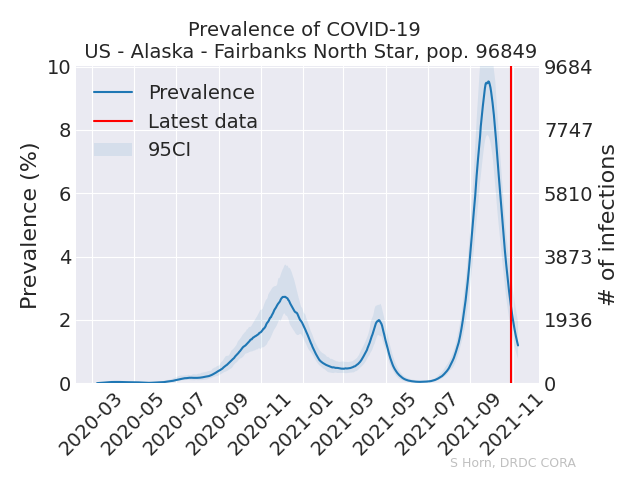 Prevalence of COVID-19
US - Alaska - Fairbanks North Star, pop. 96849
Prevalence
Latest data
95CI
Prevalence (%)
10
8
6
4
2
0
9684
7747
5810
3873
1936
0
# of infections
2020-03
2020-05
2020-07
2020-09
2020-11
2021-01
2021-03
2021-05
2021-07
2021-09
2021-11
S Horn, DRDC CORA